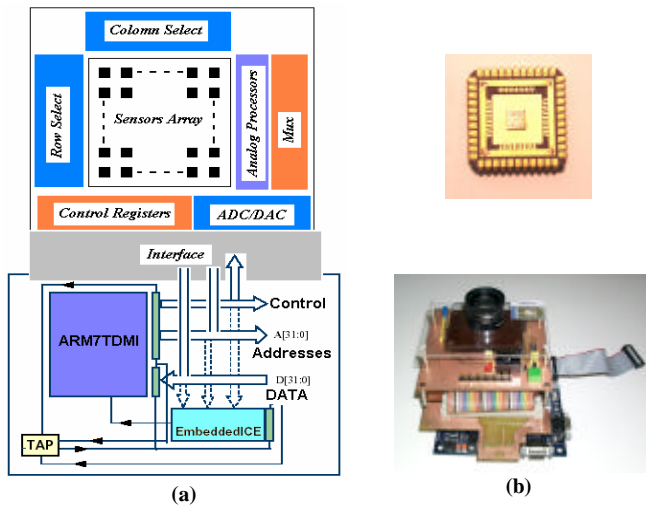 Colomn Select
Row Select
Sensors Array
Analog Processors
Mux
Control Registers
ADC/DAC
Interface
Control
ARM7TDMI
A[31:0]
Addresses
D[31:0]
DATA
EmbeddedICE
TAP
(a)
(b)